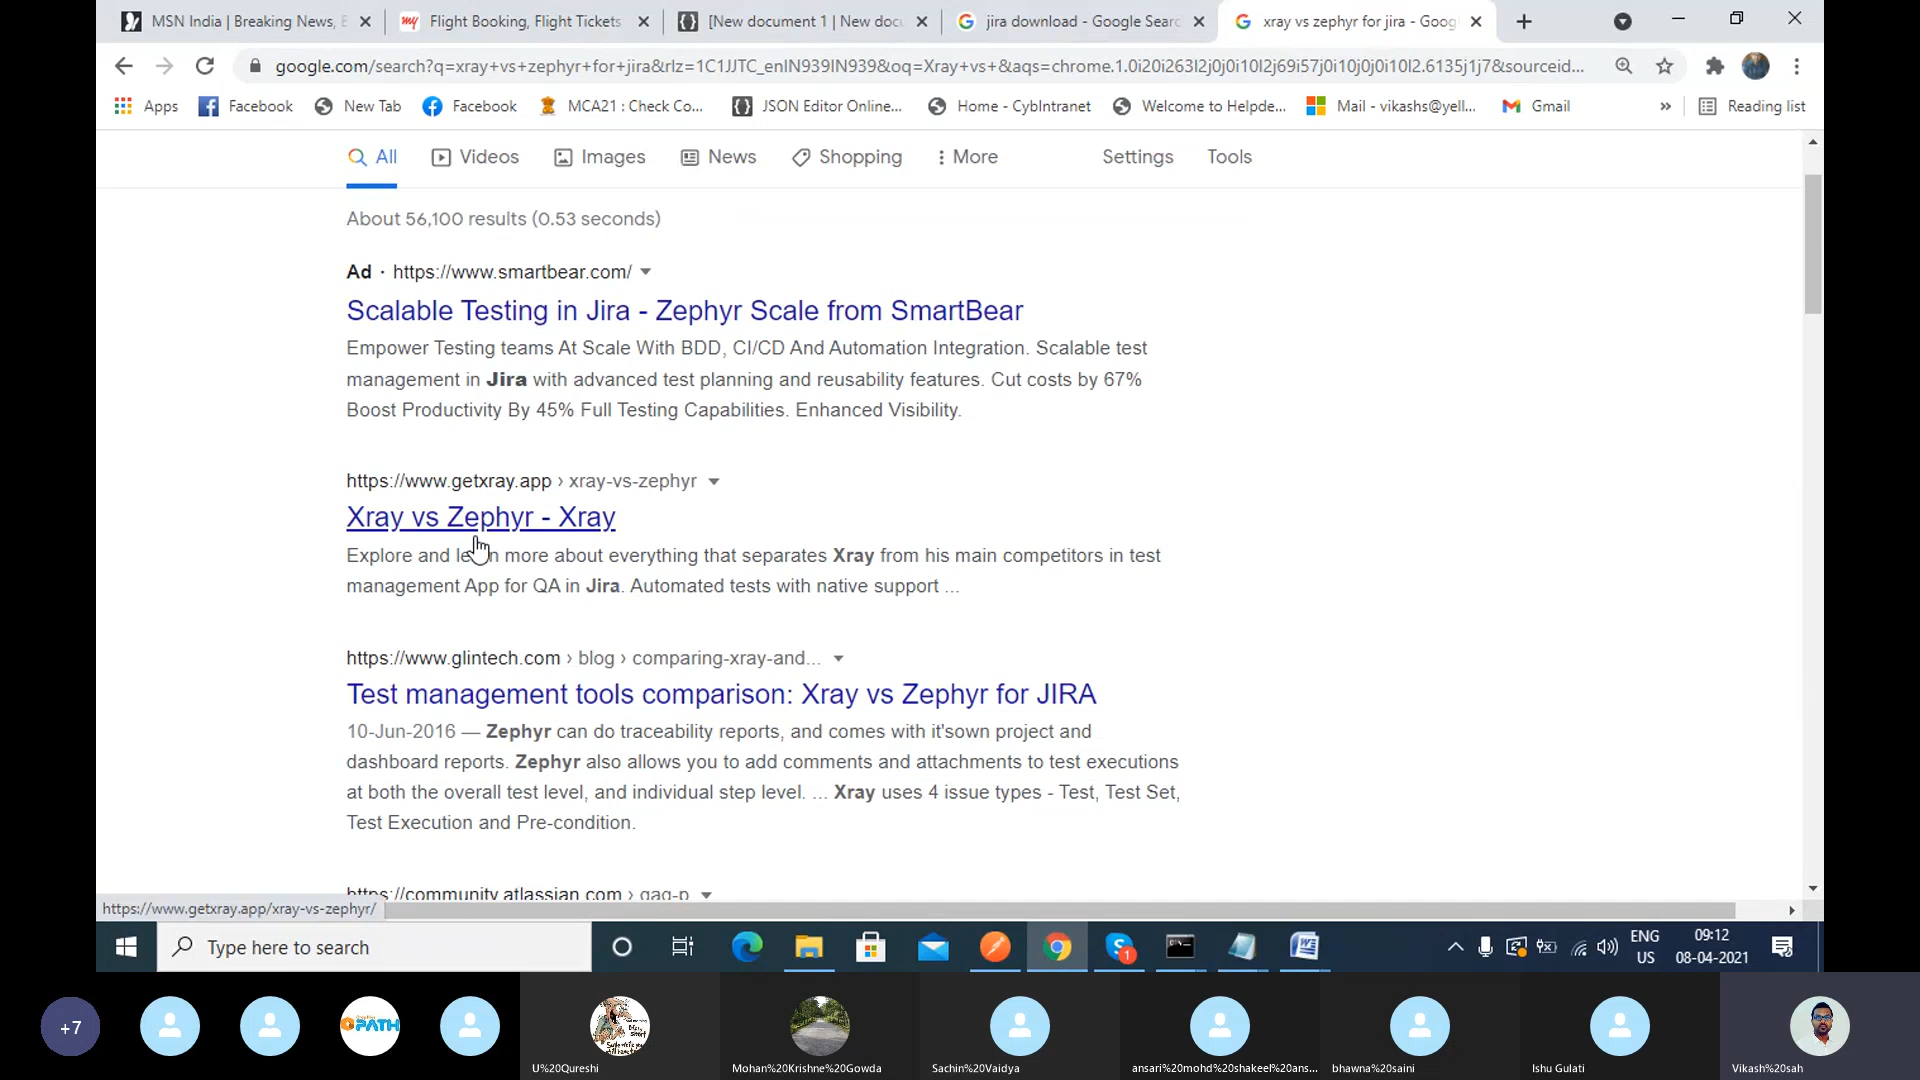 MSN India | Breaking News, E
Flight Booking, Flight Tickets
[New document 1 | New docu
jira download - Google Searc
xray vs zephyr for jira - Goog
google.com/search?q=xray+vs+zephyr+for+jira&rlz=1C1JJTC_enIN939IN939&oq=Xray+vs+&aqs=chrome.1.0i20i263l2j0j0i10l2j69i57j0i10j0j0i10l2.6135j1j7&sourceid...
Apps
Facebook
New Tab
Facebook
MCA21 : Check Co...
JSON Editor Online...
Home - CybIntranet
Welcome to Helpde...
Mail - vikashs@yell...
Gmail
»
Reading list
All
Videos
Images
News
Shopping
More
Settings
Tools
About 56,100 results (0.53 seconds)
Ad · https://www.smartbear.com/
Scalable Testing in Jira - Zephyr Scale from SmartBear
Empower Testing teams At Scale With BDD, CI/CD And Automation Integration. Scalable test
management in Jira with advanced test planning and reusability features. Cut costs by 67%
Boost Productivity By 45% Full Testing Capabilities. Enhanced Visibility.
https://www.getxray.app › xray-vs-zephyr
Xray vs Zephyr - Xray
Explore and learn more about everything that separates Xray from his main competitors in test
management App for QA in Jira. Automated tests with native support ...
https://www.glintech.com › blog › comparing-xray-and...
Test management tools comparison: Xray vs Zephyr for JIRA
10-Jun-2016 — Zephyr can do traceability reports, and comes with it'sown project and
dashboard reports. Zephyr also allows you to add comments and attachments to test executions
at both the overall test level, and individual step level. ... Xray uses 4 issue types - Test, Test Set,
Test Execution and Pre-condition.
https://community.atlassian.com › qaq-p
https://www.getxray.app/xray-vs-zephyr/
Type here to search
1
ENG
US
09:12
08-04-2021
+7
PATH
U%20Qureshi
Mohan%20Krishne%20Gowda
Sachin%20Vaidya
ansari%20mohd%20shakeel%20ans...
bhawna%20saini
Ishu Gulati
Vikash%20sah